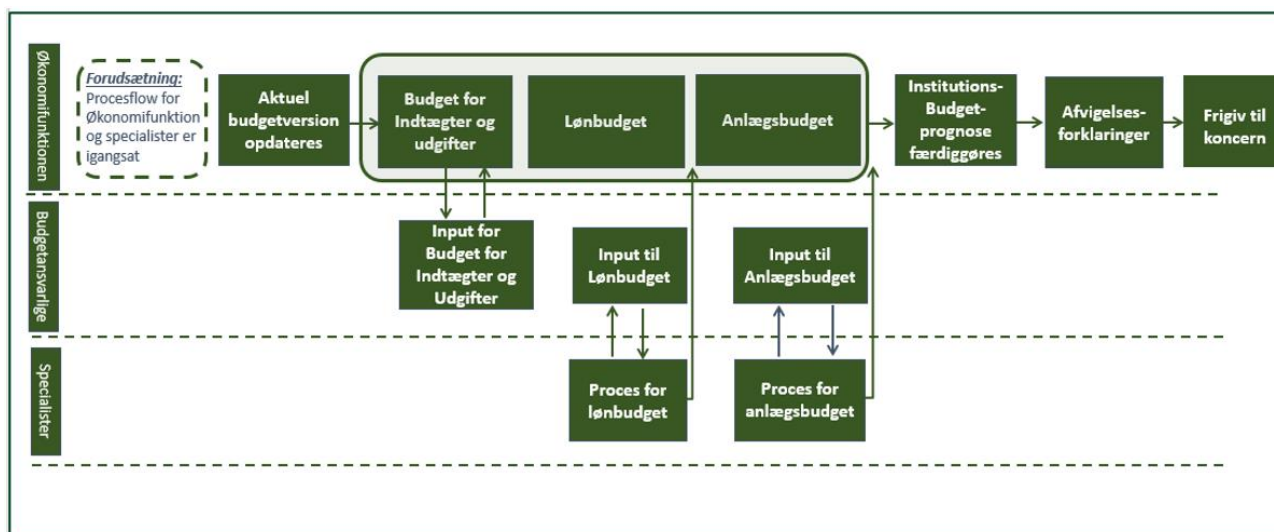 Økonomifunktionen
Forudsætning:
Procesflow for
Økonomifunktion
og specialister er
igangsat
Aktuel
budgetversion
opdateres
Budget for
Indtægter og
udgifter
Lønbudget
Anlægsbudget
Institutions-
Budget-
prognose
færdiggøres
Afvigelses-
forklaringer
Frigiv til
koncern
Budgetansvarlige
Input for
Budget for
Indtægter og
Udgifter
Input til
Lønbudget
Input til
Anlægsbudget
Specialister
Proces for
lønbudget
Proces for
anlægsbudget